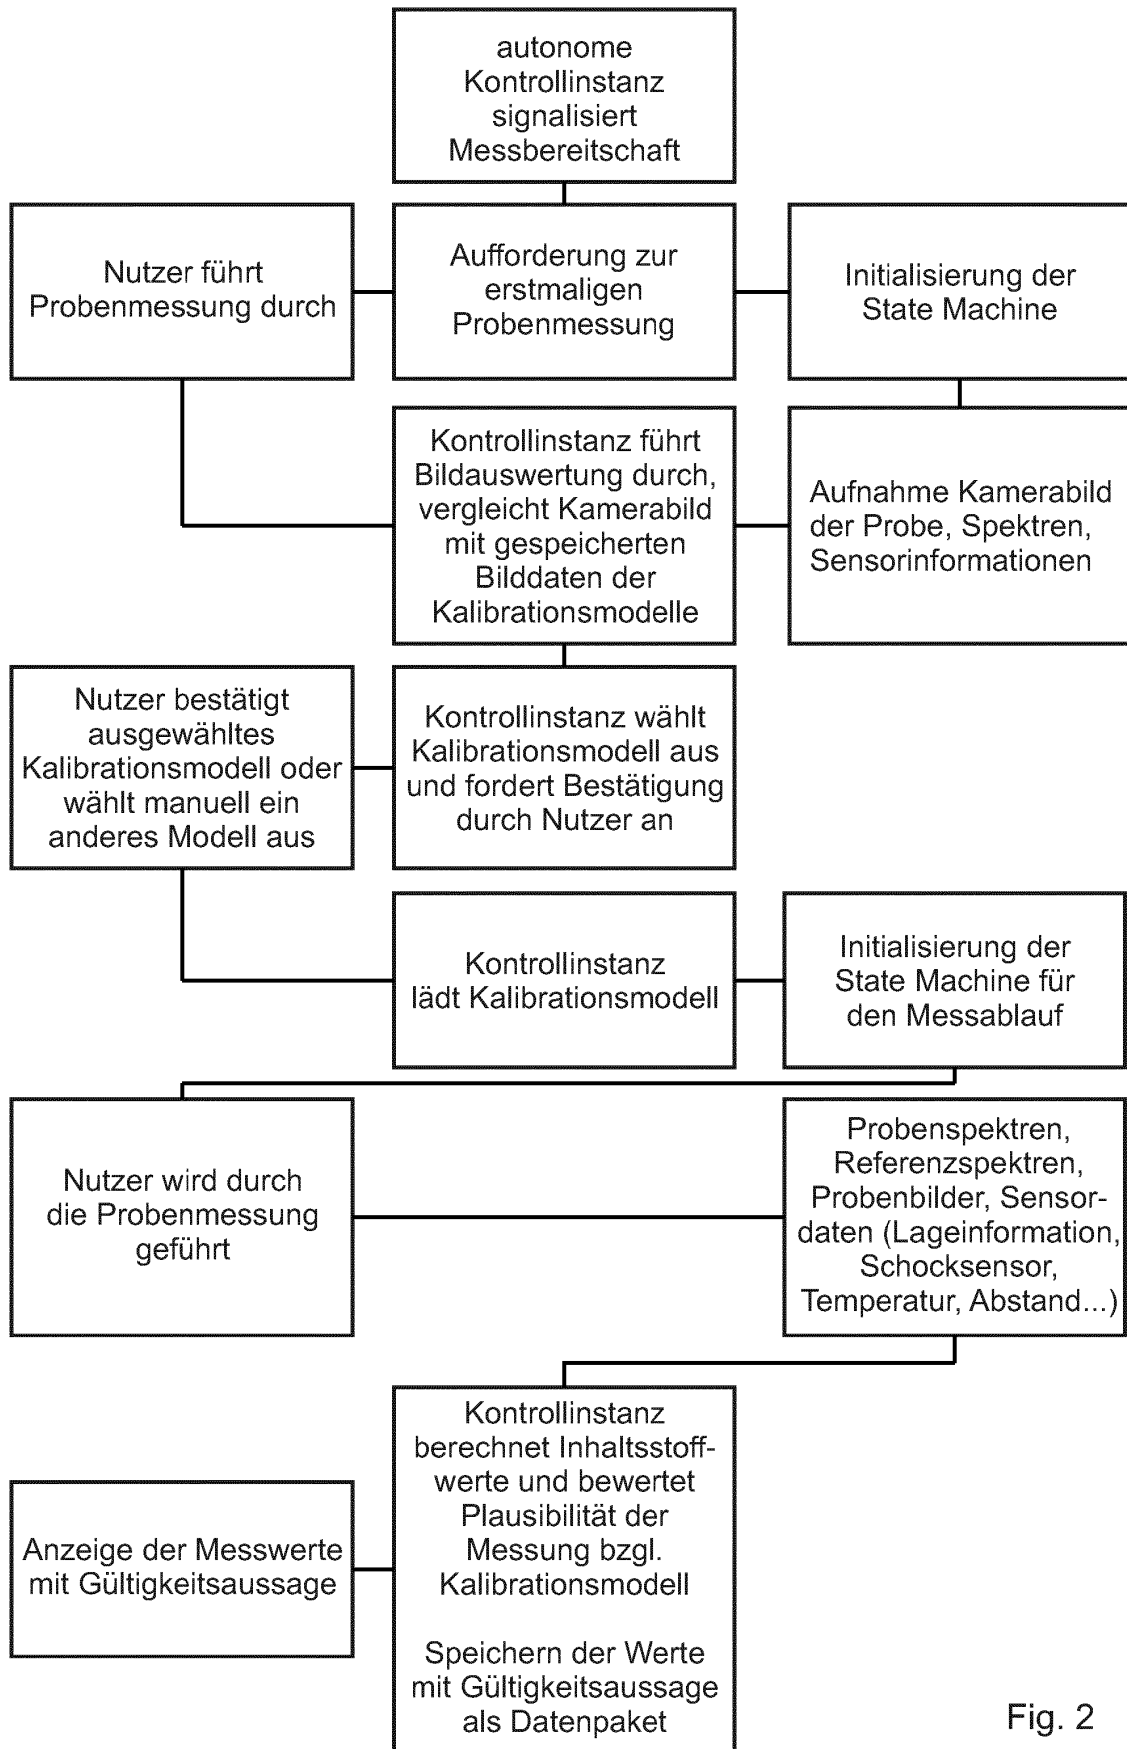 autonome
Kontrollinstanz
signalisiert
Messbereitschaft
Nutzer führt
Probenmessung durch
Aufforderung zur
erstmaligen
Probenmessung
Initialisierung der
State Machine
Kontrollinstanz führt
Bildauswertung durch,
vergleicht Kamerabild
mit gespeicherten
Bilddaten der
Kalibrationsmodelle
Aufnahme Kamerabild
der Probe, Spektren,
Sensorinformationen
Nutzer bestätigt
ausgewähltes
Kalibrationsmodell oder
wählt manuell ein
anderes Modell aus
Kontrollinstanz wählt
Kalibrationsmodell aus
und fordert Bestätigung
durch Nutzer an
Kontrollinstanz
lädt Kalibrationsmodell
Initialisierung der
State Machine für
den Messablauf
Nutzer wird durch
die Probenmessung
geführt
Probenspektren,
Referenzspektren,
Probenbilder, Sensor-
daten (Lageinformation,
Schocksensor,
Temperatur, Abstand...)
Kontrollinstanz
berechnet Inhaltsstoff-
werte und bewertet
Plausibilität der
Messung bzgl.
Kalibrationsmodell
Speichern der Werte
mit Gültigkeitsaussage
als Datenpaket
Anzeige der Messwerte
mit Gültigkeitsaussage
Fig. 2